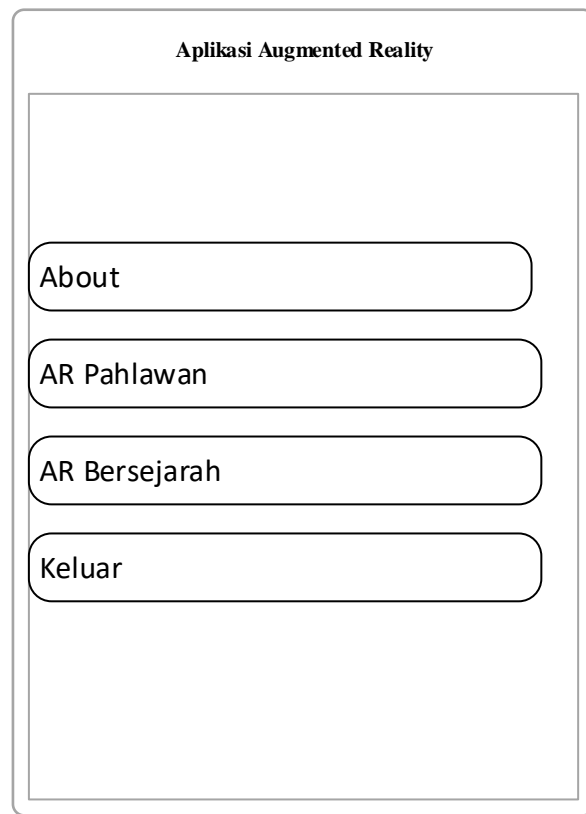 Aplikasi Augmented Reality
About
AR Pahlawan
AR Bersejarah
Keluar